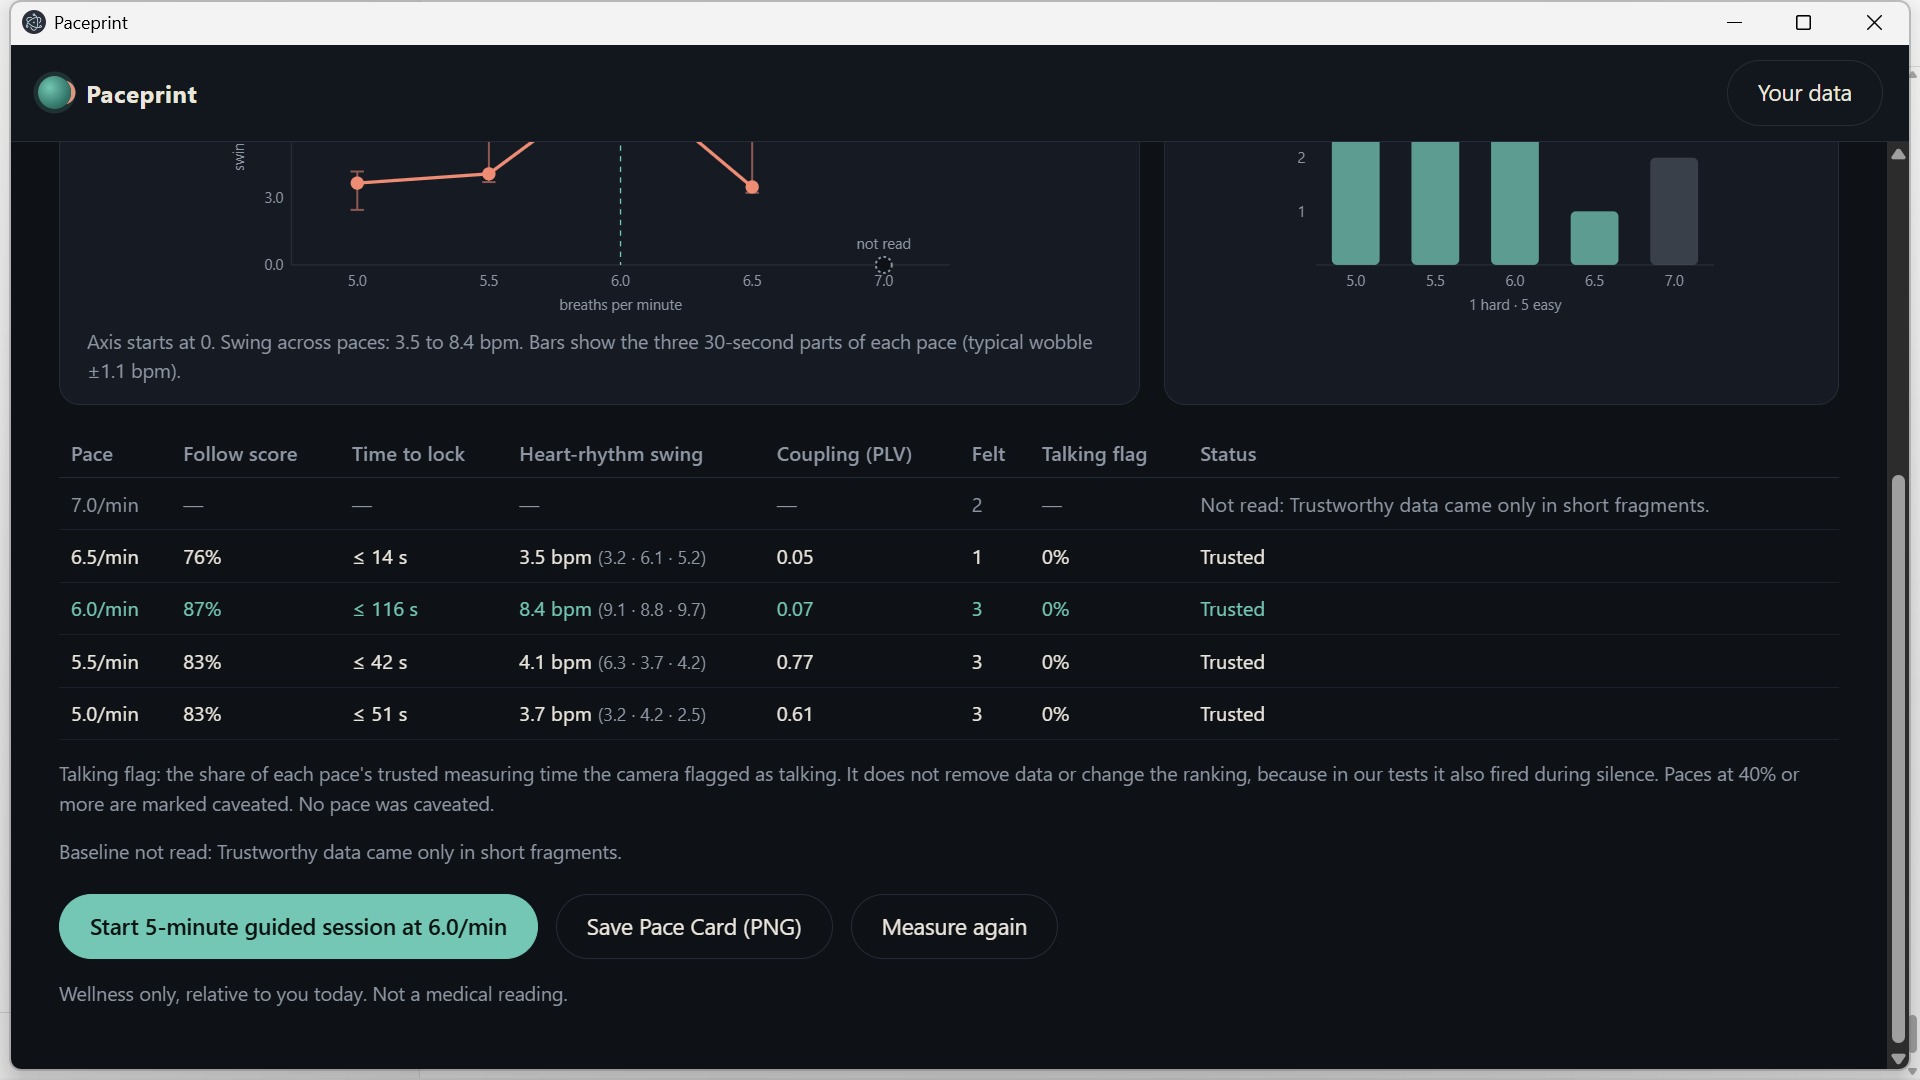 Paceprint
Paceprint
Your data
swin
3.0
0.0
not read
5.0 5.5 6.0 6.5 7.0
breaths per minute
Axis starts at 0. Swing across paces: 3.5 to 8.4 bpm. Bars show the three 30-second parts of each pace (typical wobble
±1.1 bpm).
2
1
5.0 5.5 6.0 6.5 7.0
1 hard · 5 easy
Pace Follow score Time to lock Heart-rhythm swing Coupling (PLV) Felt Talking flag Status
7.0/min — — — — 2 — Not read: Trustworthy data came only in short fragments.
6.5/min 76% ≤ 14 s 3.5 bpm (3.2 · 6.1 · 5.2) 0.05 1 0% Trusted
6.0/min 87% ≤ 116 s 8.4 bpm (9.1 · 8.8 · 9.7) 0.07 3 0% Trusted
5.5/min 83% ≤ 42 s 4.1 bpm (6.3 · 3.7 · 4.2) 0.77 3 0% Trusted
5.0/min 83% ≤ 51 s 3.7 bpm (3.2 · 4.2 · 2.5) 0.61 3 0% Trusted
Talking flag: the share of each pace's trusted measuring time the camera flagged as talking. It does not remove data or change the ranking, because in our tests it also fired during silence. Paces at 40% or
more are marked caveated. No pace was caveated.
Baseline not read: Trustworthy data came only in short fragments.
Start 5-minute guided session at 6.0/min
Save Pace Card (PNG)
Measure again
Wellness only, relative to you today. Not a medical reading.